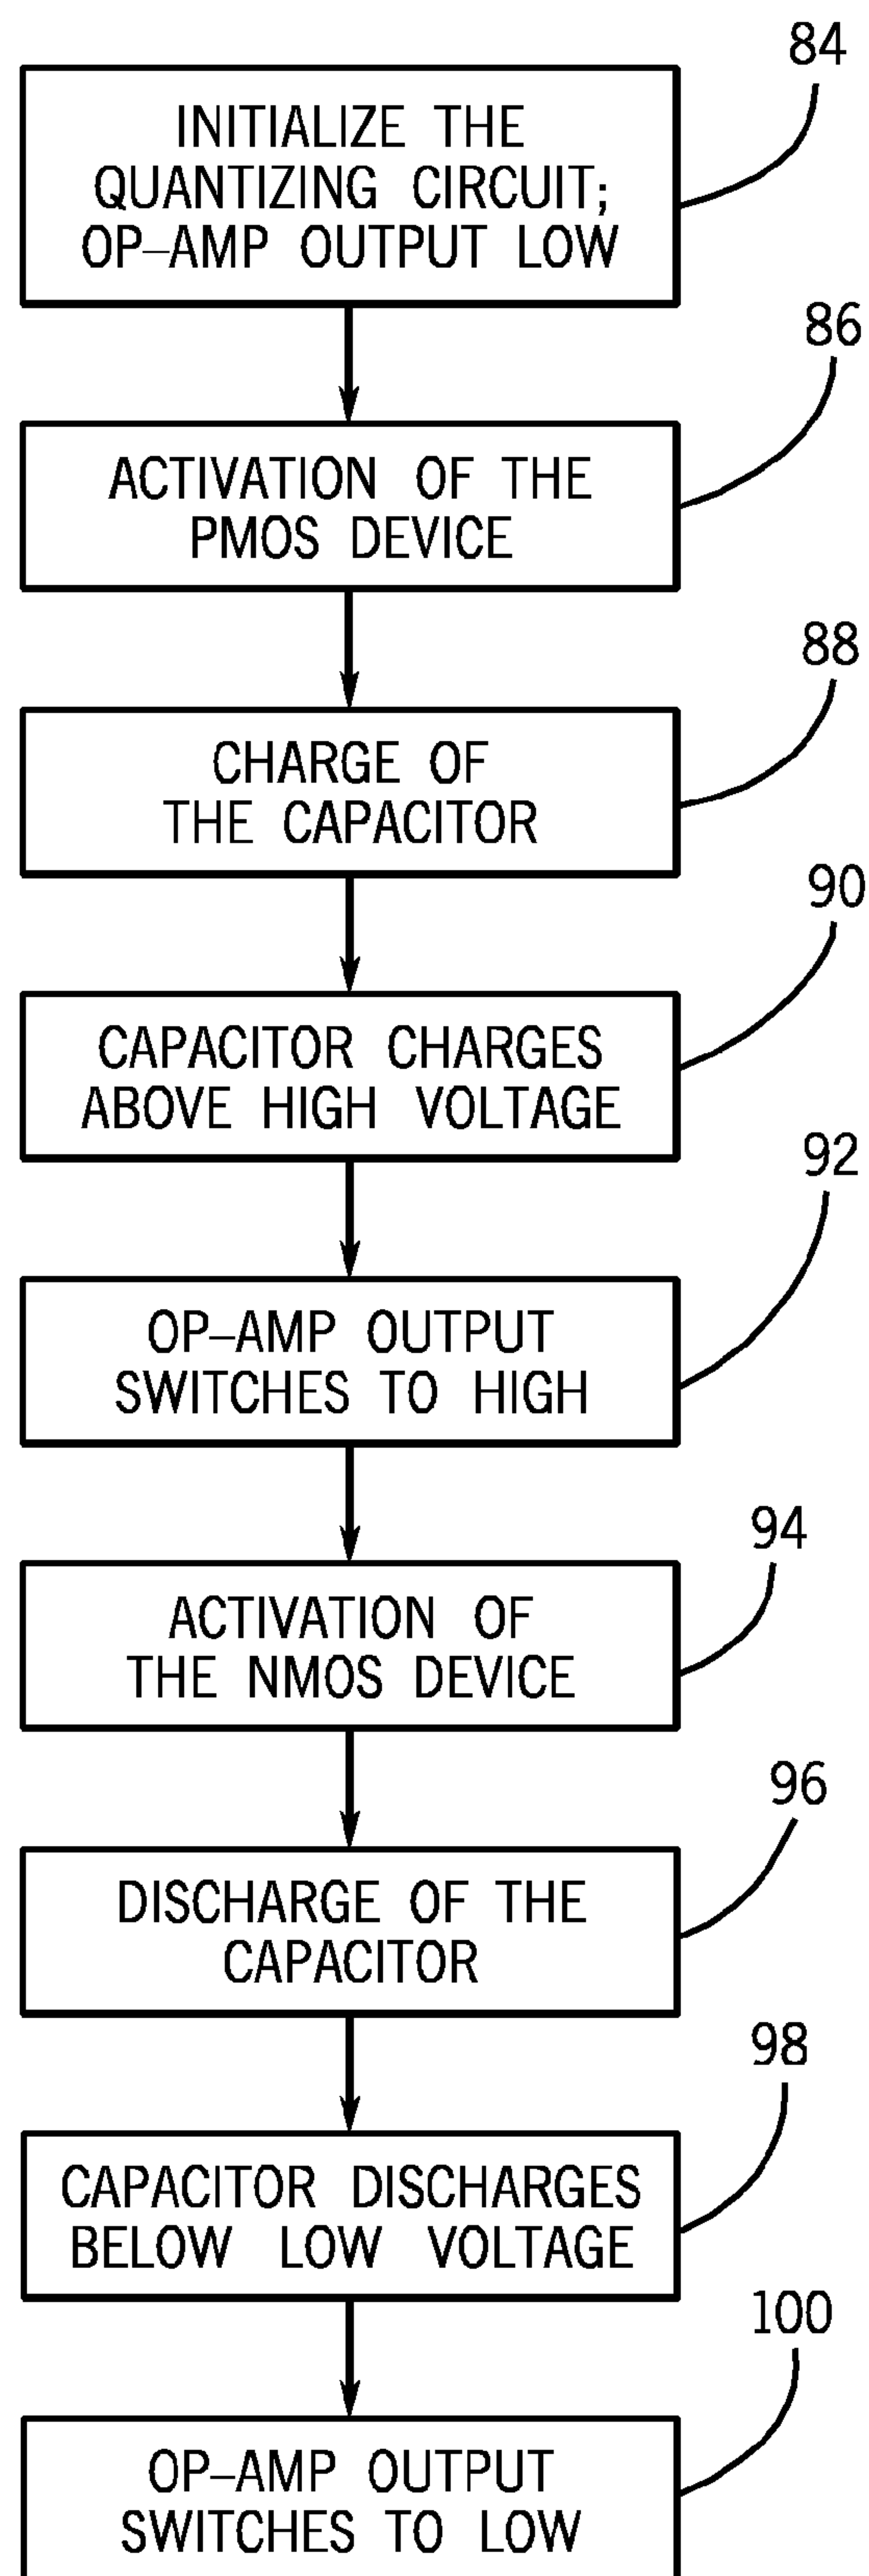 84
INITIALIZE THE
QUANTIZING CIRCUIT;
OP–AMP OUTPUT LOW
86
ACTIVATION OF THE
PMOS DEVICE
88
CHARGE OF
THE CAPACITOR
90
CAPACITOR CHARGES
ABOVE HIGH VOLTAGE
92
OP–AMP OUTPUT
SWITCHES TO HIGH
94
ACTIVATION OF
THE NMOS DEVICE
96
DISCHARGE OF THE
CAPACITOR
98
CAPACITOR DISCHARGES
BELOW LOW VOLTAGE
100
OP–AMP OUTPUT
SWITCHES TO LOW